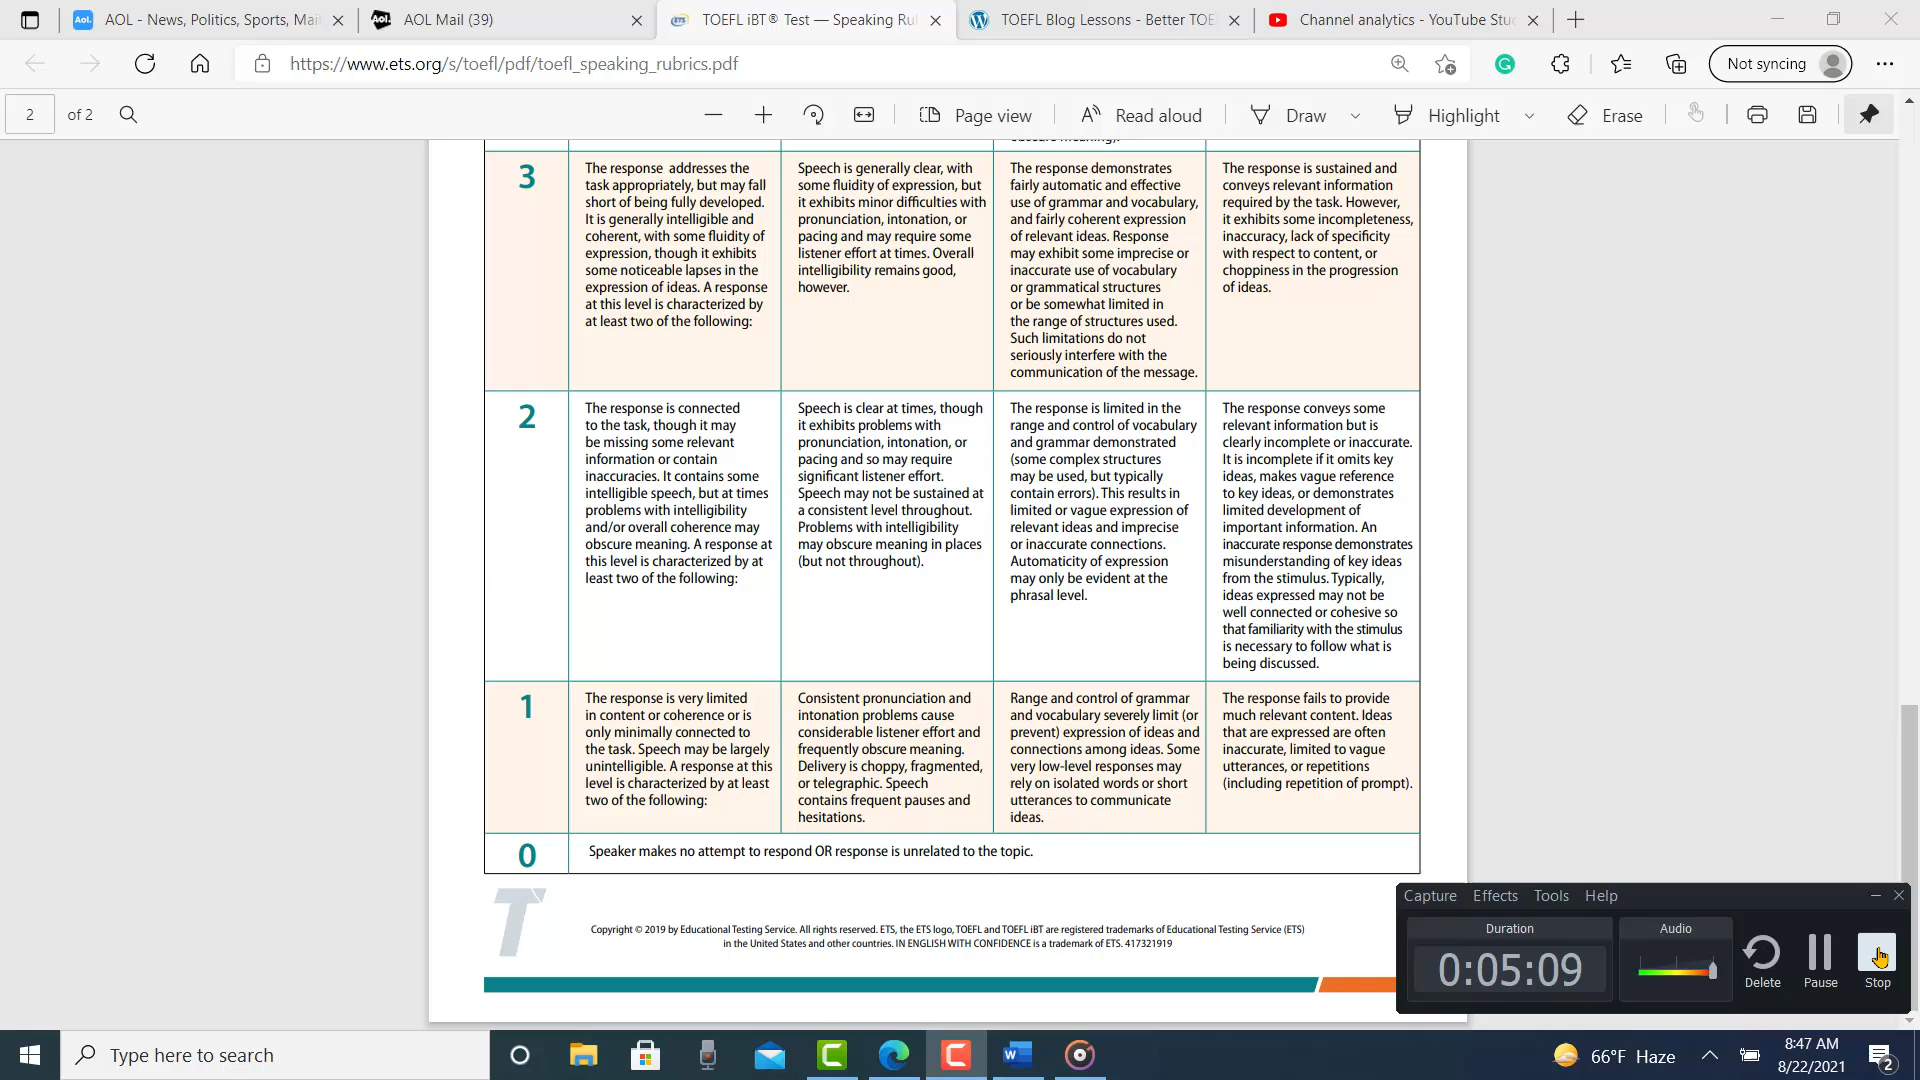 AOL - News, Politics, Sports, Mai
AOL Mail (39)
TOEFL iBT® Test — Speaking Ru
TOEFL Blog Lessons - Better TOE
Channel analytics - YouTube Stu
https://www.ets.org/s/toefl/pdf/toefl_speaking_rubrics.pdf
Not syncing
2 of 2
Page view
Read aloud
Draw
Highlight
Erase
3
The response addresses the
task appropriately, but may fall
short of being fully developed.
It is generally intelligible and
coherent, with some fluidity of
expression, though it exhibits
some noticeable lapses in the
expression of ideas. A response
at this level is characterized by
at least two of the following:
Speech is generally clear, with
some fluidity of expression, but
it exhibits minor difficulties with
pronunciation, intonation, or
pacing and may require some
listener effort at times. Overall
intelligibility remains good,
however.
The response demonstrates
fairly automatic and effective
use of grammar and vocabulary,
and fairly coherent expression
of relevant ideas. Response
may exhibit some imprecise or
inaccurate use of vocabulary
or grammatical structures
or be somewhat limited in
the range of structures used.
Such limitations do not
seriously interfere with the
communication of the message.
The response is sustained and
conveys relevant information
required by the task. However,
it exhibits some incompleteness,
inaccuracy, lack of specificity
with respect to content, or
choppiness in the progression
of ideas.
2
The response is connected
to the task, though it may
be missing some relevant
information or contain
inaccuracies. It contains some
intelligible speech, but at times
problems with intelligibility
and/or overall coherence may
obscure meaning. A response at
this level is characterized by at
least two of the following:
Speech is clear at times, though
it exhibits problems with
pronunciation, intonation, or
pacing and so may require
significant listener effort.
Speech may not be sustained at
a consistent level throughout.
Problems with intelligibility
may obscure meaning in places
(but not throughout).
The response is limited in the
range and control of vocabulary
and grammar demonstrated
(some complex structures
may be used, but typically
contain errors). This results in
limited or vague expression of
relevant ideas and imprecise
or inaccurate connections.
Automaticity of expression
may only be evident at the
phrasal level.
The response conveys some
relevant information but is
clearly incomplete or inaccurate.
It is incomplete if it omits key
ideas, makes vague reference
to key ideas, or demonstrates
limited development of
important information. An
inaccurate response demonstrates
misunderstanding of key ideas
from the stimulus. Typically,
ideas expressed may not be
well connected or cohesive so
that familiarity with the stimulus
is necessary to follow what is
being discussed.
1
The response is very limited
in content or coherence or is
only minimally connected to
the task. Speech may be largely
unintelligible. A response at this
level is characterized by at least
two of the following:
Consistent pronunciation and
intonation problems cause
considerable listener effort and
frequently obscure meaning.
Delivery is choppy, fragmented,
or telegraphic. Speech
contains frequent pauses and
hesitations.
Range and control of grammar
and vocabulary severely limit (or
prevent) expression of ideas and
connections among ideas. Some
very low-level responses may
rely on isolated words or short
utterances to communicate
ideas.
The response fails to provide
much relevant content. Ideas
that are expressed are often
inaccurate, limited to vague
utterances, or repetitions
(including repetition of prompt).
0
Speaker makes no attempt to respond OR response is unrelated to the topic.
Copyright © 2019 by Educational Testing Service. All rights reserved. ETS, the ETS logo, TOEFL and TOEFL iBT are registered trademarks of Educational Testing Service (ETS)
in the United States and other countries. IN ENGLISH WITH CONFIDENCE is a trademark of ETS. 417321919
Capture Effects Tools Help
Duration
0:05:09
Audio
Delete
Pause
Stop
Type here to search
66°F Haze
8:47 AM
8/22/2021
2